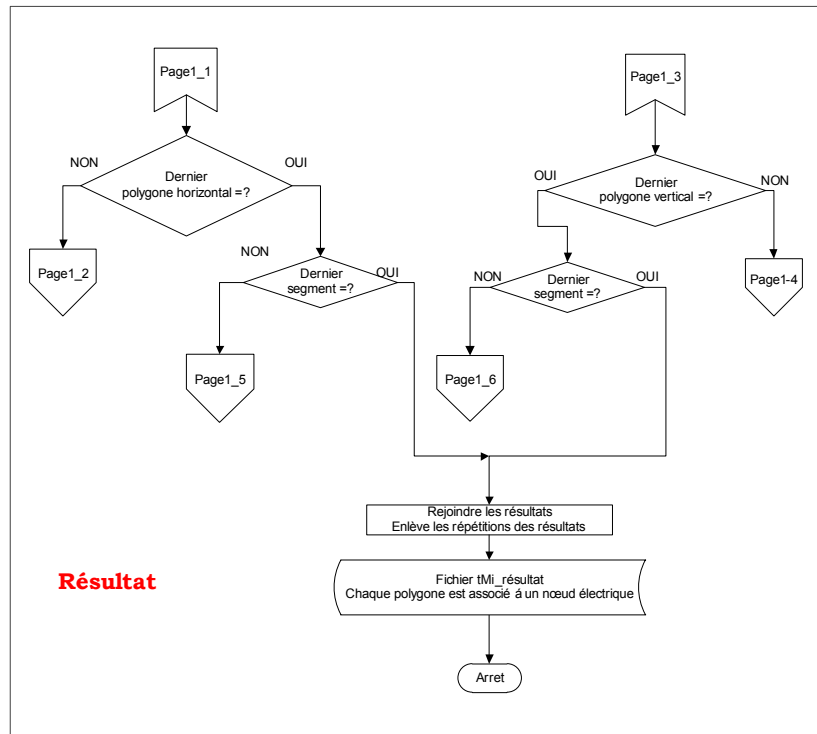 Page1_1
Page1_3
NON
OUI
Dernier
polygone horizontal =?
OUI
Dernier
polygone vertical =?
NON
Page1_2
NON
Dernier
segment =?
OUI
NON
Dernier
segment =?
OUI
Page1-4
Page1_5
Page1_6
Rejoindre les résultats
Enlève les répétitions des résultats
Résultat
Fichier tMi_résultat
Chaque polygone est associé á un nœud électrique
Arret